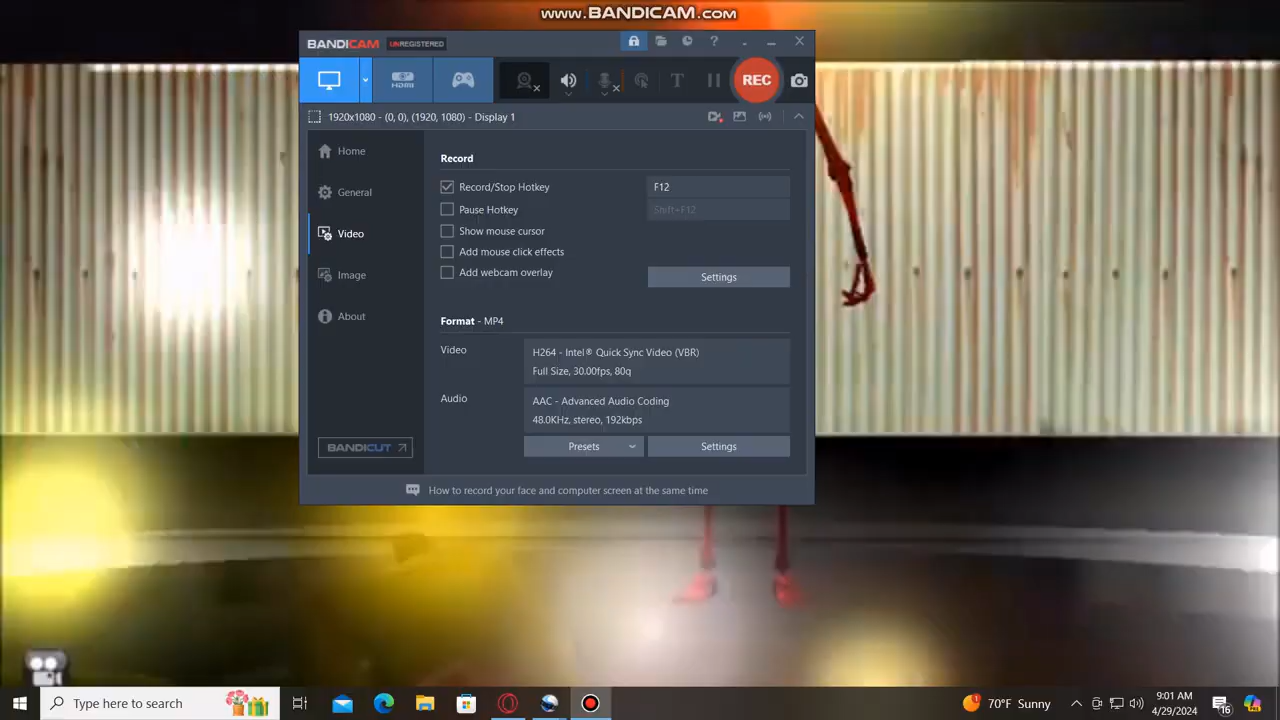 www.BANDICAM.com
BANDICAM UNREGISTERED ?
HDMI T REC
1920x1080 - (0, 0), (1920, 1080) - Display 1
Home
General
Video
Image
About
BANDICUT
Record
Record/Stop Hotkey F12
Pause Hotkey Shift+F12
Show mouse cursor
Add mouse click effects
Add webcam overlay
Settings
Format - MP4
Video H264 - Intel® Quick Sync Video (VBR)
Full Size, 30.00fps, 80q
Audio AAC - Advanced Audio Coding
48.0KHz, stereo, 192kbps
Presets Settings
How to record your face and computer screen at the same time
Type here to search
1 70°F Sunny
9:01 AM
4/29/2024
16